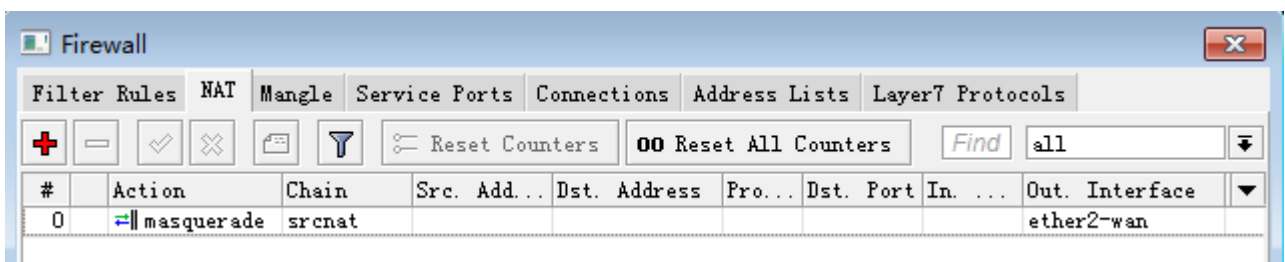 Firewall
Filter Rules NAT Mangle Service Ports Connections Address Lists Layer7 Protocols
Reset Counters 00 Reset All Counters Find all
# Action Chain Src. Add... Dst. Address Pro... Dst. Port In. ... Out. Interface
0 masquerade srcnat ether2-wan